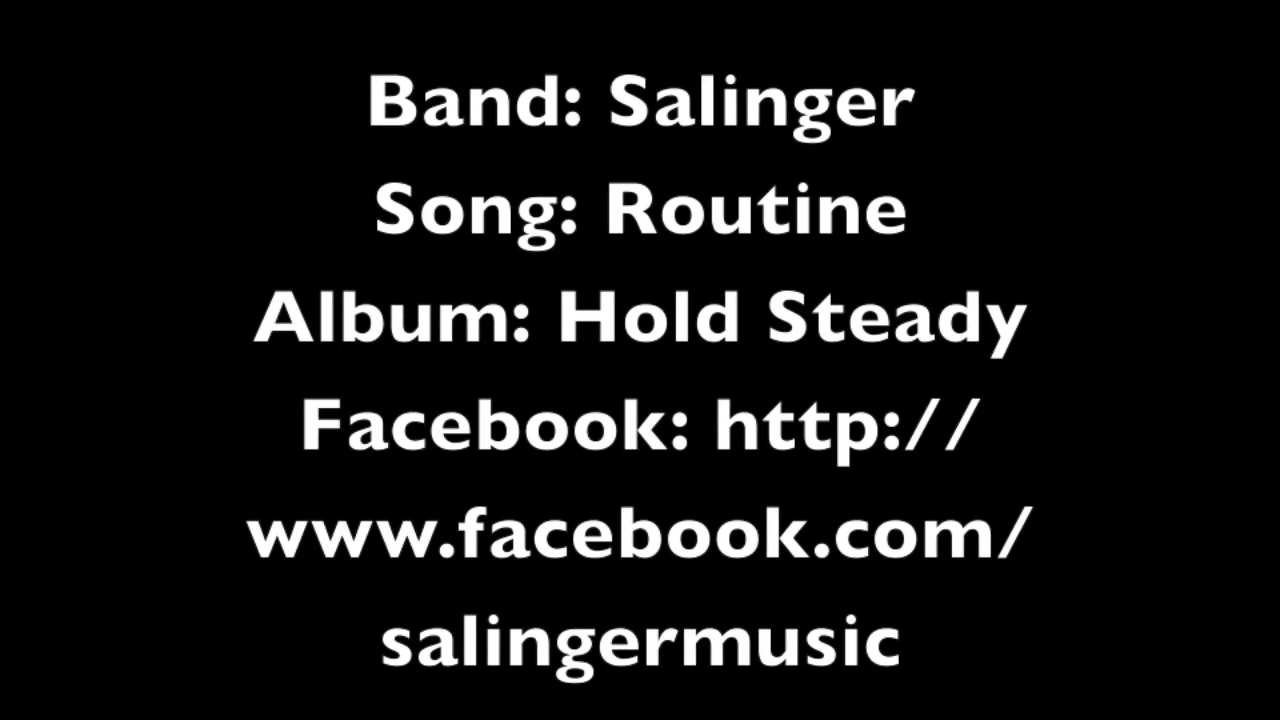 Band: Salinger
Song: Routine
Album: Hold Steady
Facebook: http://
www.facebook.com/
salingermusic